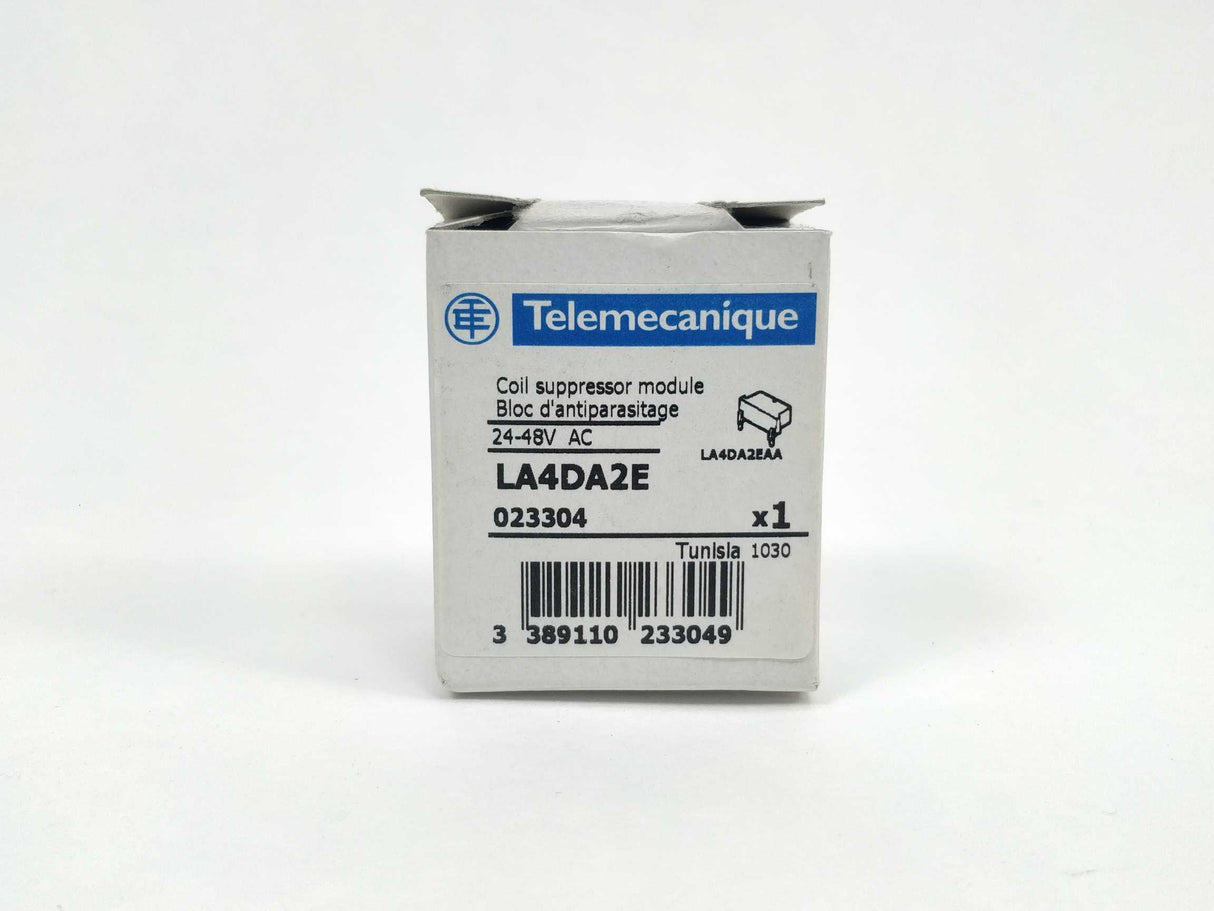 Telemecanique
Coil suppressor module
Bloc d'antiparasitage
24-48V AC
LA4DA2EAA
LA4DA2E
023304 x1
Tunisia 1030
3 389110 233049